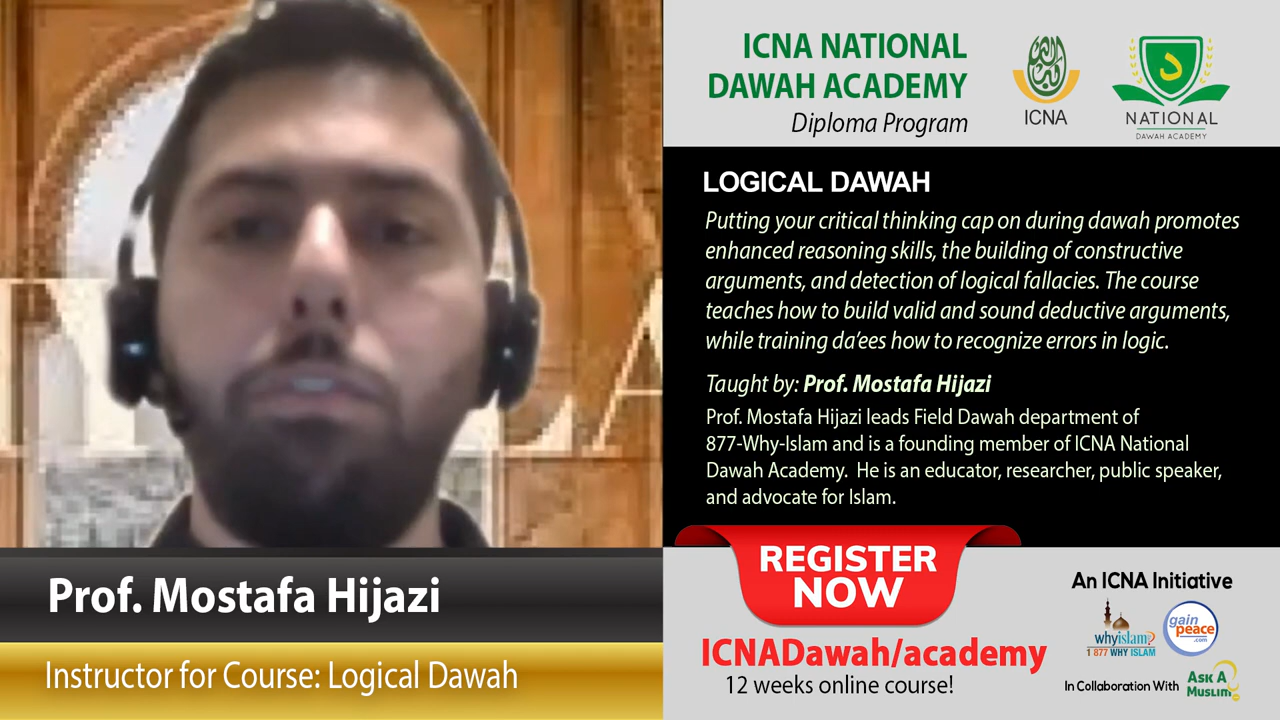 ICNA NATIONAL
DAWAH ACADEMY
Diploma Program
ICNA
د
NATIONAL
DAWAH ACADEMY
LOGICAL DAWAH
Putting your critical thinking cap on during dawah promotes
enhanced reasoning skills, the building of constructive
arguments, and detection of logical fallacies. The course
teaches how to build valid and sound deductive arguments,
while training da'ees how to recognize errors in logic.
Taught by: Prof. Mostafa Hijazi
Prof. Mostafa Hijazi leads Field Dawah department of
877-Why-Islam and is a founding member of ICNA National
Dawah Academy. He is an educator, researcher, public speaker,
and advocate for Islam.
Prof. Mostafa Hijazi
Instructor for Course: Logical Dawah
REGISTER
NOW
ICNADawah/academy
12 weeks online course!
An ICNA Initiative
whyislam?
1 877 WHY ISLAM
gain
peace
.com
In Collaboration With
ASK A
MUSLIM